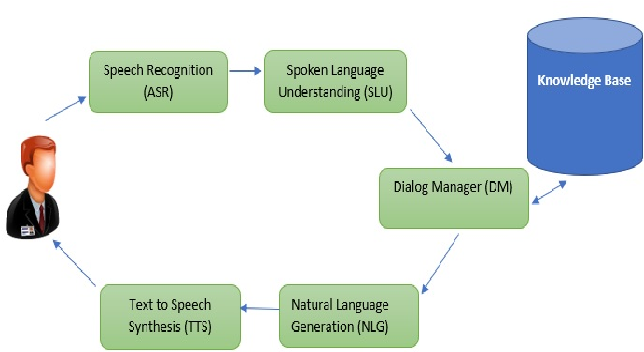 Speech Recognition
(ASR)
Spoken Language
Understanding (SLU)
Knowledge Base
Dialog Manager (DM)
Text to Speech
Synthesis (TTS)
Natural Language
Generation (NLG)